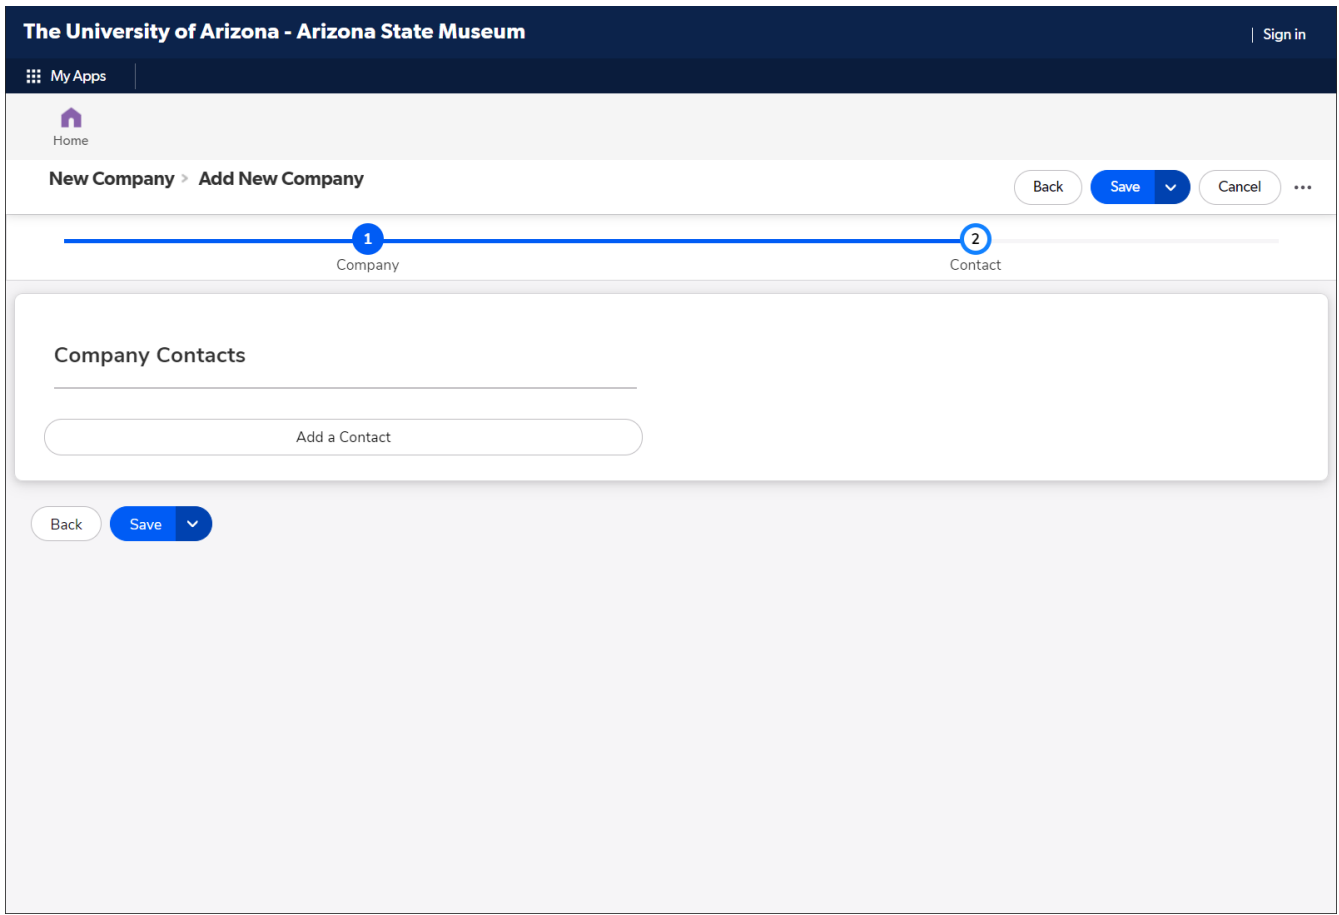 The University of Arizona - Arizona State Museum
| Sign in
My Apps
Home
New Company > Add New Company
Back Save Cancel ...
1 2
Company Contact
Company Contacts
Add a Contact
Back Save